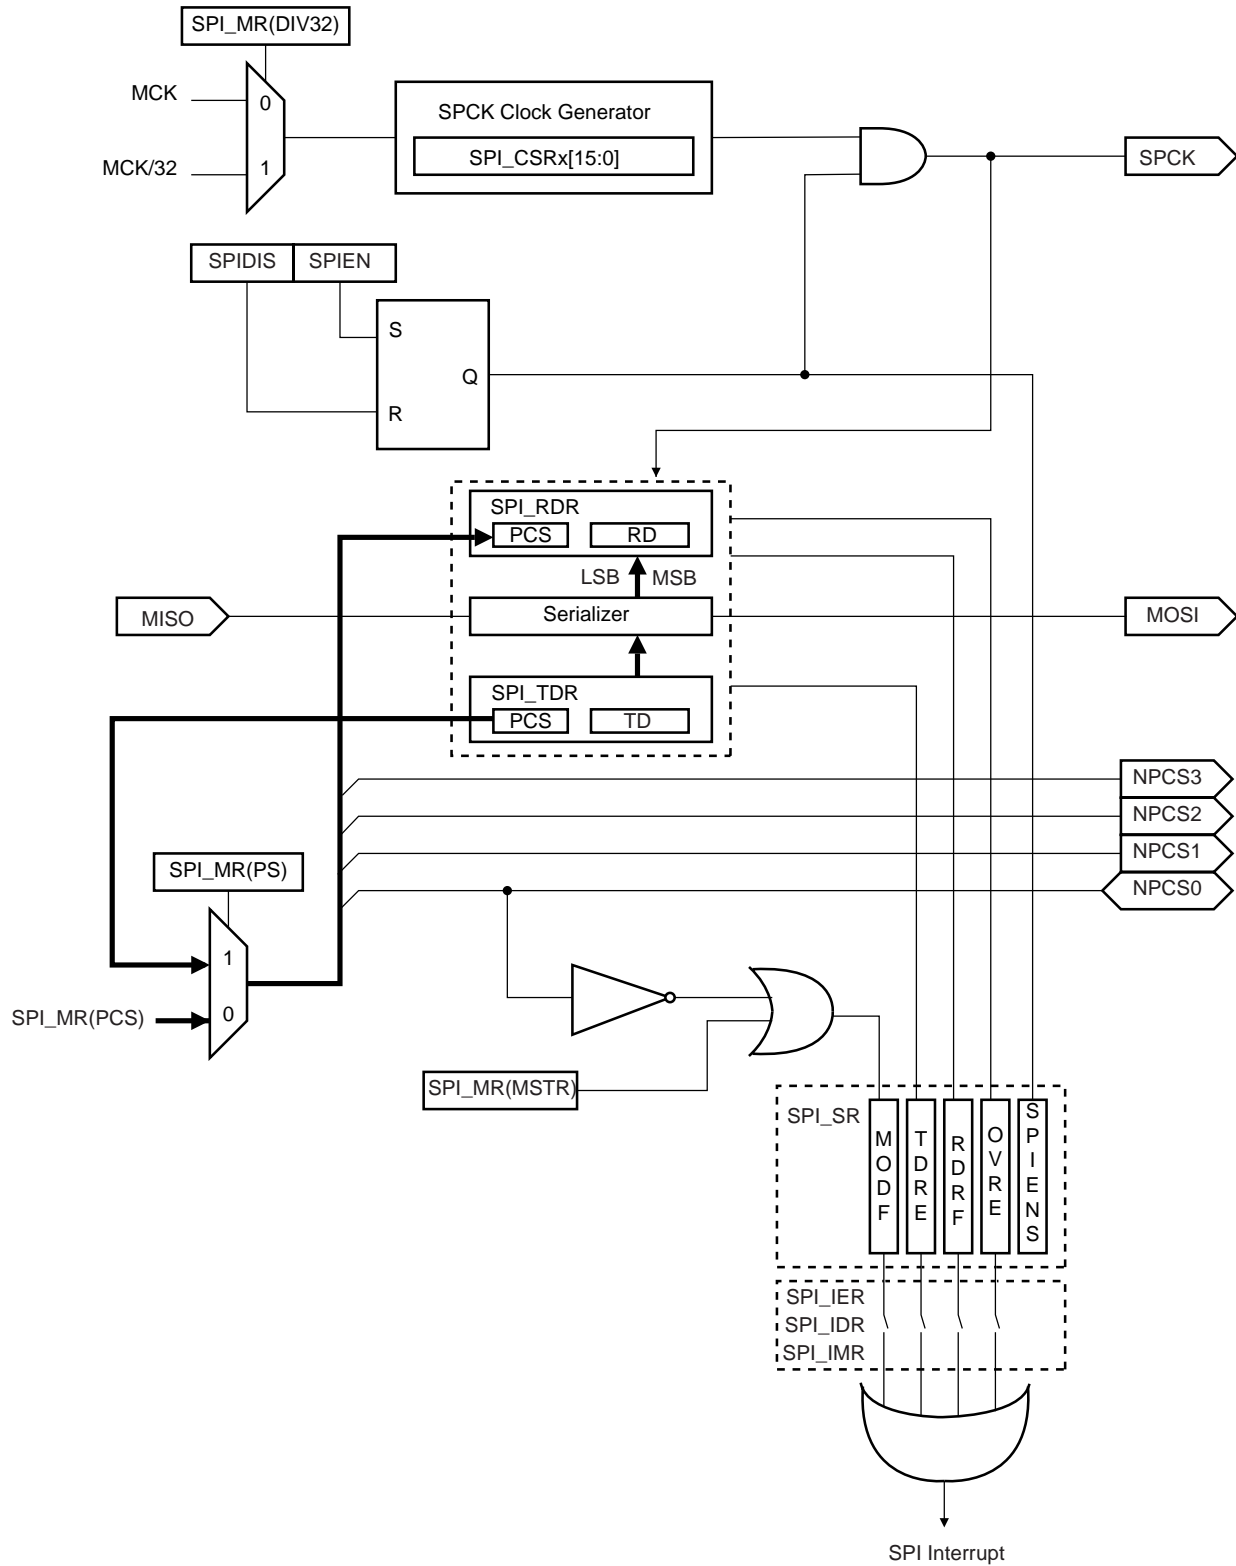 SPI_MR(DIV32)
MCK
0
SPCK Clock Generator
SPI_CSRx[15:0]
SPCK
MCK/32
1
SPIDIS
SPIEN
S
Q
R
SPI_RDR
PCS
RD
LSB
MSB
MISO
Serializer
MOSI
SPI_TDR
PCS
TD
NPCS3
NPCS2
NPCS1
NPCS0
SPI_MR(PS)
1
0
SPI_MR(PCS)
SPI_MR(MSTR)
SPI_SR
MODF
TDRE
RDRF
OVRE
SPIENS
SPI_IER
SPI_IDR
SPI_IMR
SPI Interrupt